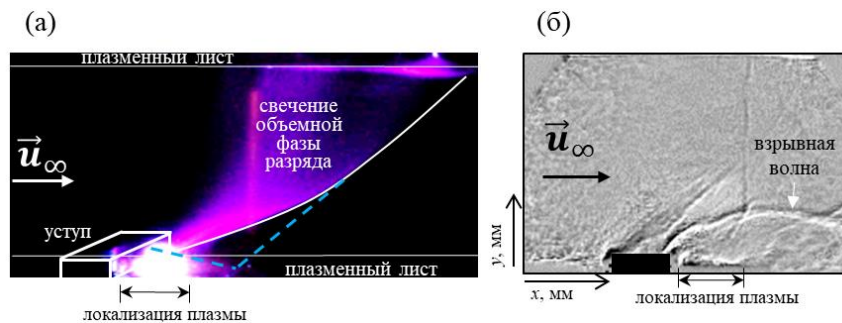 (а)
плазменный лист
свечение
объемной
фазы
разряда
u∞
уступ
плазменный лист
локализация плазмы
(б)
u∞
взрывная
волна
y, мм
x, мм
локализация плазмы